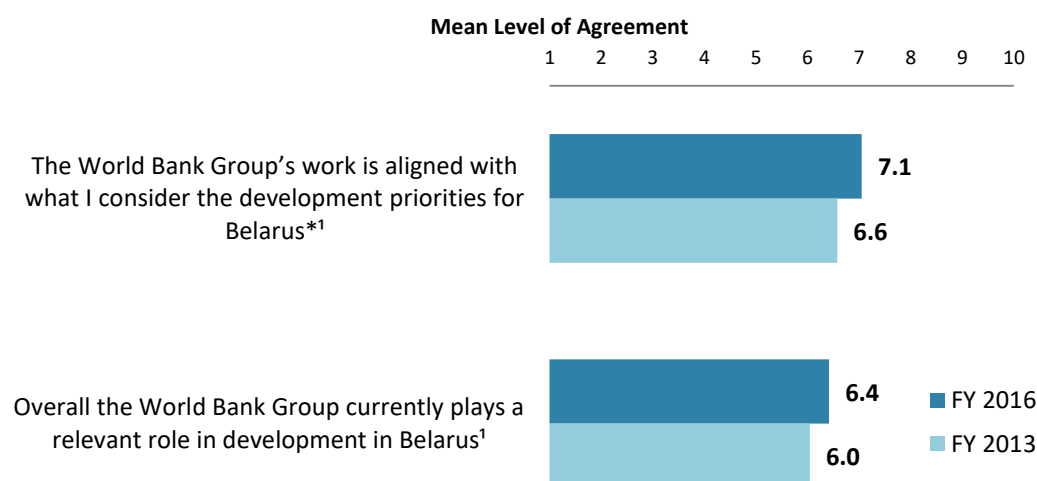 Mean Level of Agreement
1 2 3 4 5 6 7 8 9 10
The World Bank Group’s work is aligned with
what I consider the development priorities for
Belarus*¹
7.1
6.6
Overall the World Bank Group currently plays a
relevant role in development in Belarus¹
6.4
6.0
FY 2016
FY 2013